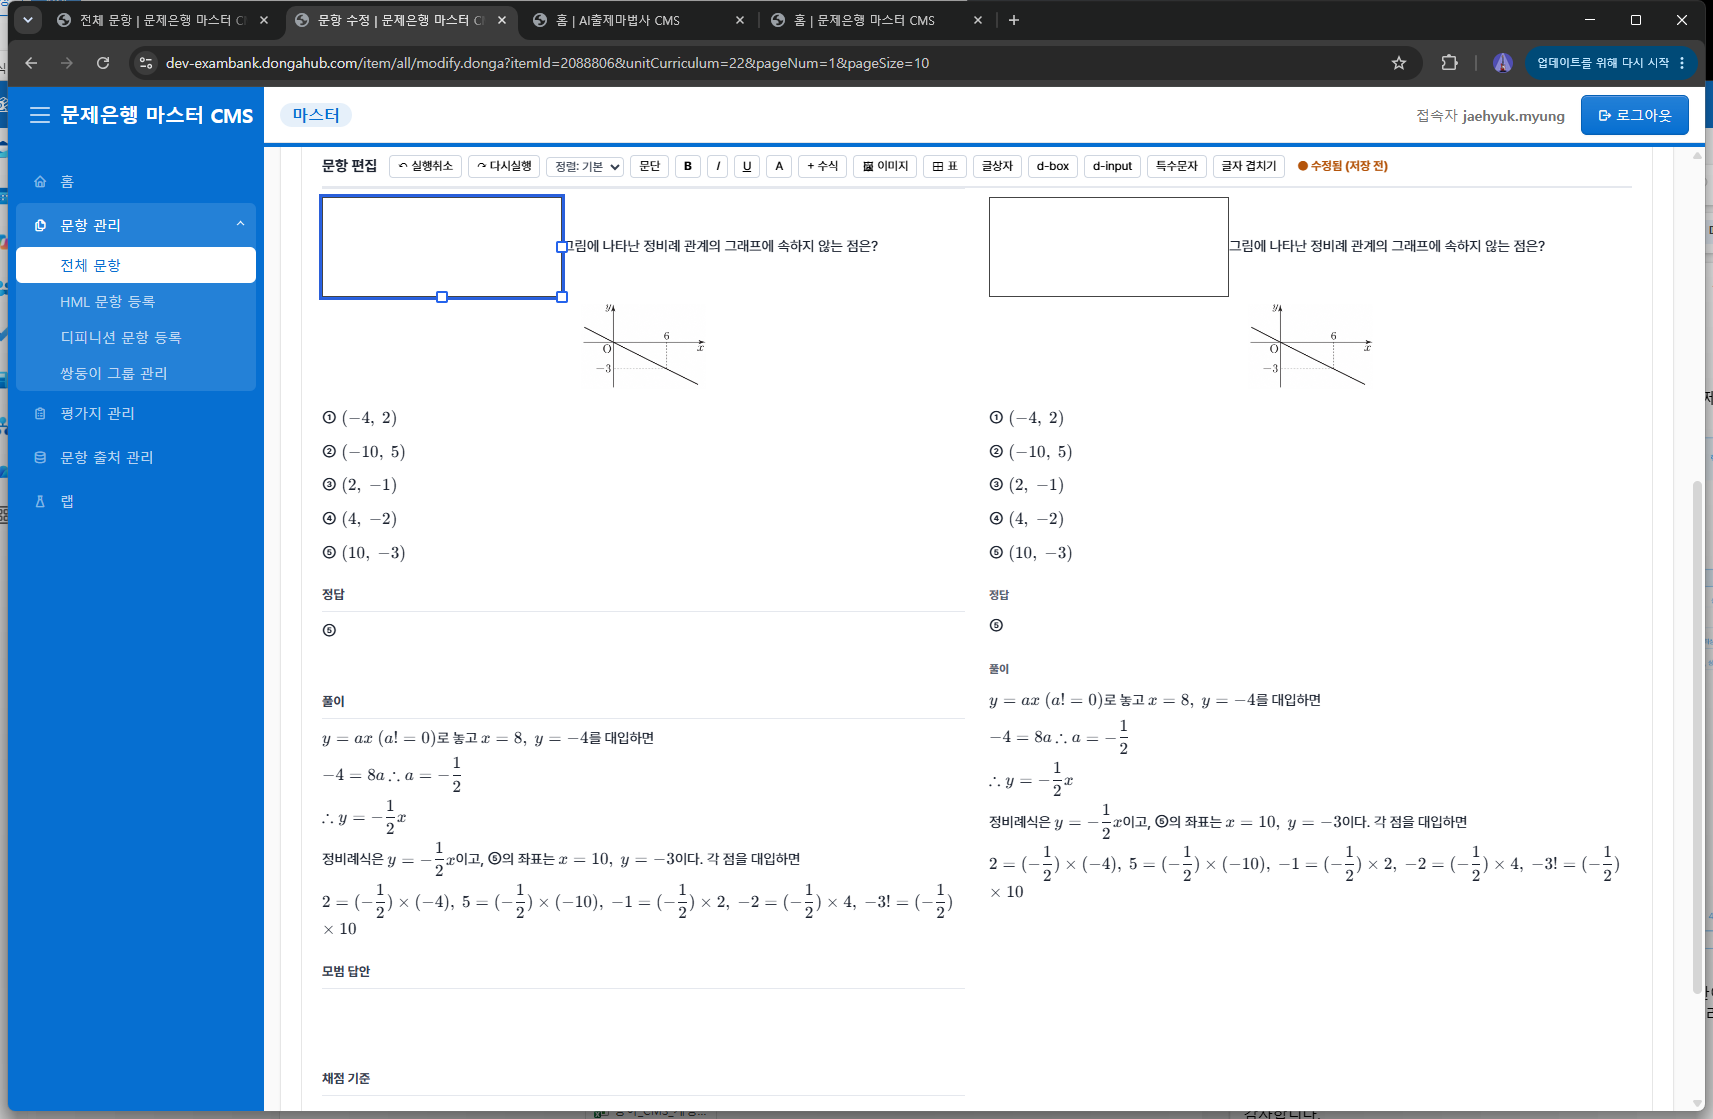 전체 문항 | 문제은행 마스터 C
문항 수정 | 문제은행 마스터 C
홈 | AI출제마법사 CMS
홈 | 문제은행 마스터 CMS
dev-exambank.dongahub.com/item/all/modify.donga?itemId=2088806&unitCurriculum=22&pageNum=1&pageSize=10
업데이트를 위해 다시 시작
문제은행 마스터 CMS
마스터
접속자 jaehyuk.myung
로그아웃
홈
문항 관리
전체 문항
HML 문항 등록
디피니션 문항 등록
쌍둥이 그룹 관리
평가지 관리
문항 출처 관리
랩
문항 편집 실행취소 다시실행 정렬: 기본 문단 B I U A + 수식 이미지 표 글상자 d-box d-input 특수문자 글자 겹치기 수정됨 (저장 전)
그림에 나타난 정비례 관계의 그래프에 속하지 않는 점은?
y
6
O
x
−3
① (−4, 2)
② (−10, 5)
③ (2, −1)
④ (4, −2)
⑤ (10, −3)
정답
⑤
풀이
y = ax (a! = 0)로 놓고 x = 8, y = −4를 대입하면
−4 = 8a ∴ a = −1/2
∴ y = −1/2x
정비례식은 y = −1/2x이고, ⑤의 좌표는 x = 10, y = −3이다. 각 점을 대입하면
2 = (−1/2) × (−4), 5 = (−1/2) × (−10), −1 = (−1/2) × 2, −2 = (−1/2) × 4, −3! = (−1/2)
× 10
모범 답안
채점 기준
그림에 나타난 정비례 관계의 그래프에 속하지 않는 점은?
y
6
O
x
−3
① (−4, 2)
② (−10, 5)
③ (2, −1)
④ (4, −2)
⑤ (10, −3)
정답
⑤
풀이
y = ax (a! = 0)로 놓고 x = 8, y = −4를 대입하면
−4 = 8a ∴ a = −1/2
∴ y = −1/2x
정비례식은 y = −1/2x이고, ⑤의 좌표는 x = 10, y = −3이다. 각 점을 대입하면
2 = (−1/2) × (−4), 5 = (−1/2) × (−10), −1 = (−1/2) × 2, −2 = (−1/2) × 4, −3! = (−1/2)
× 10